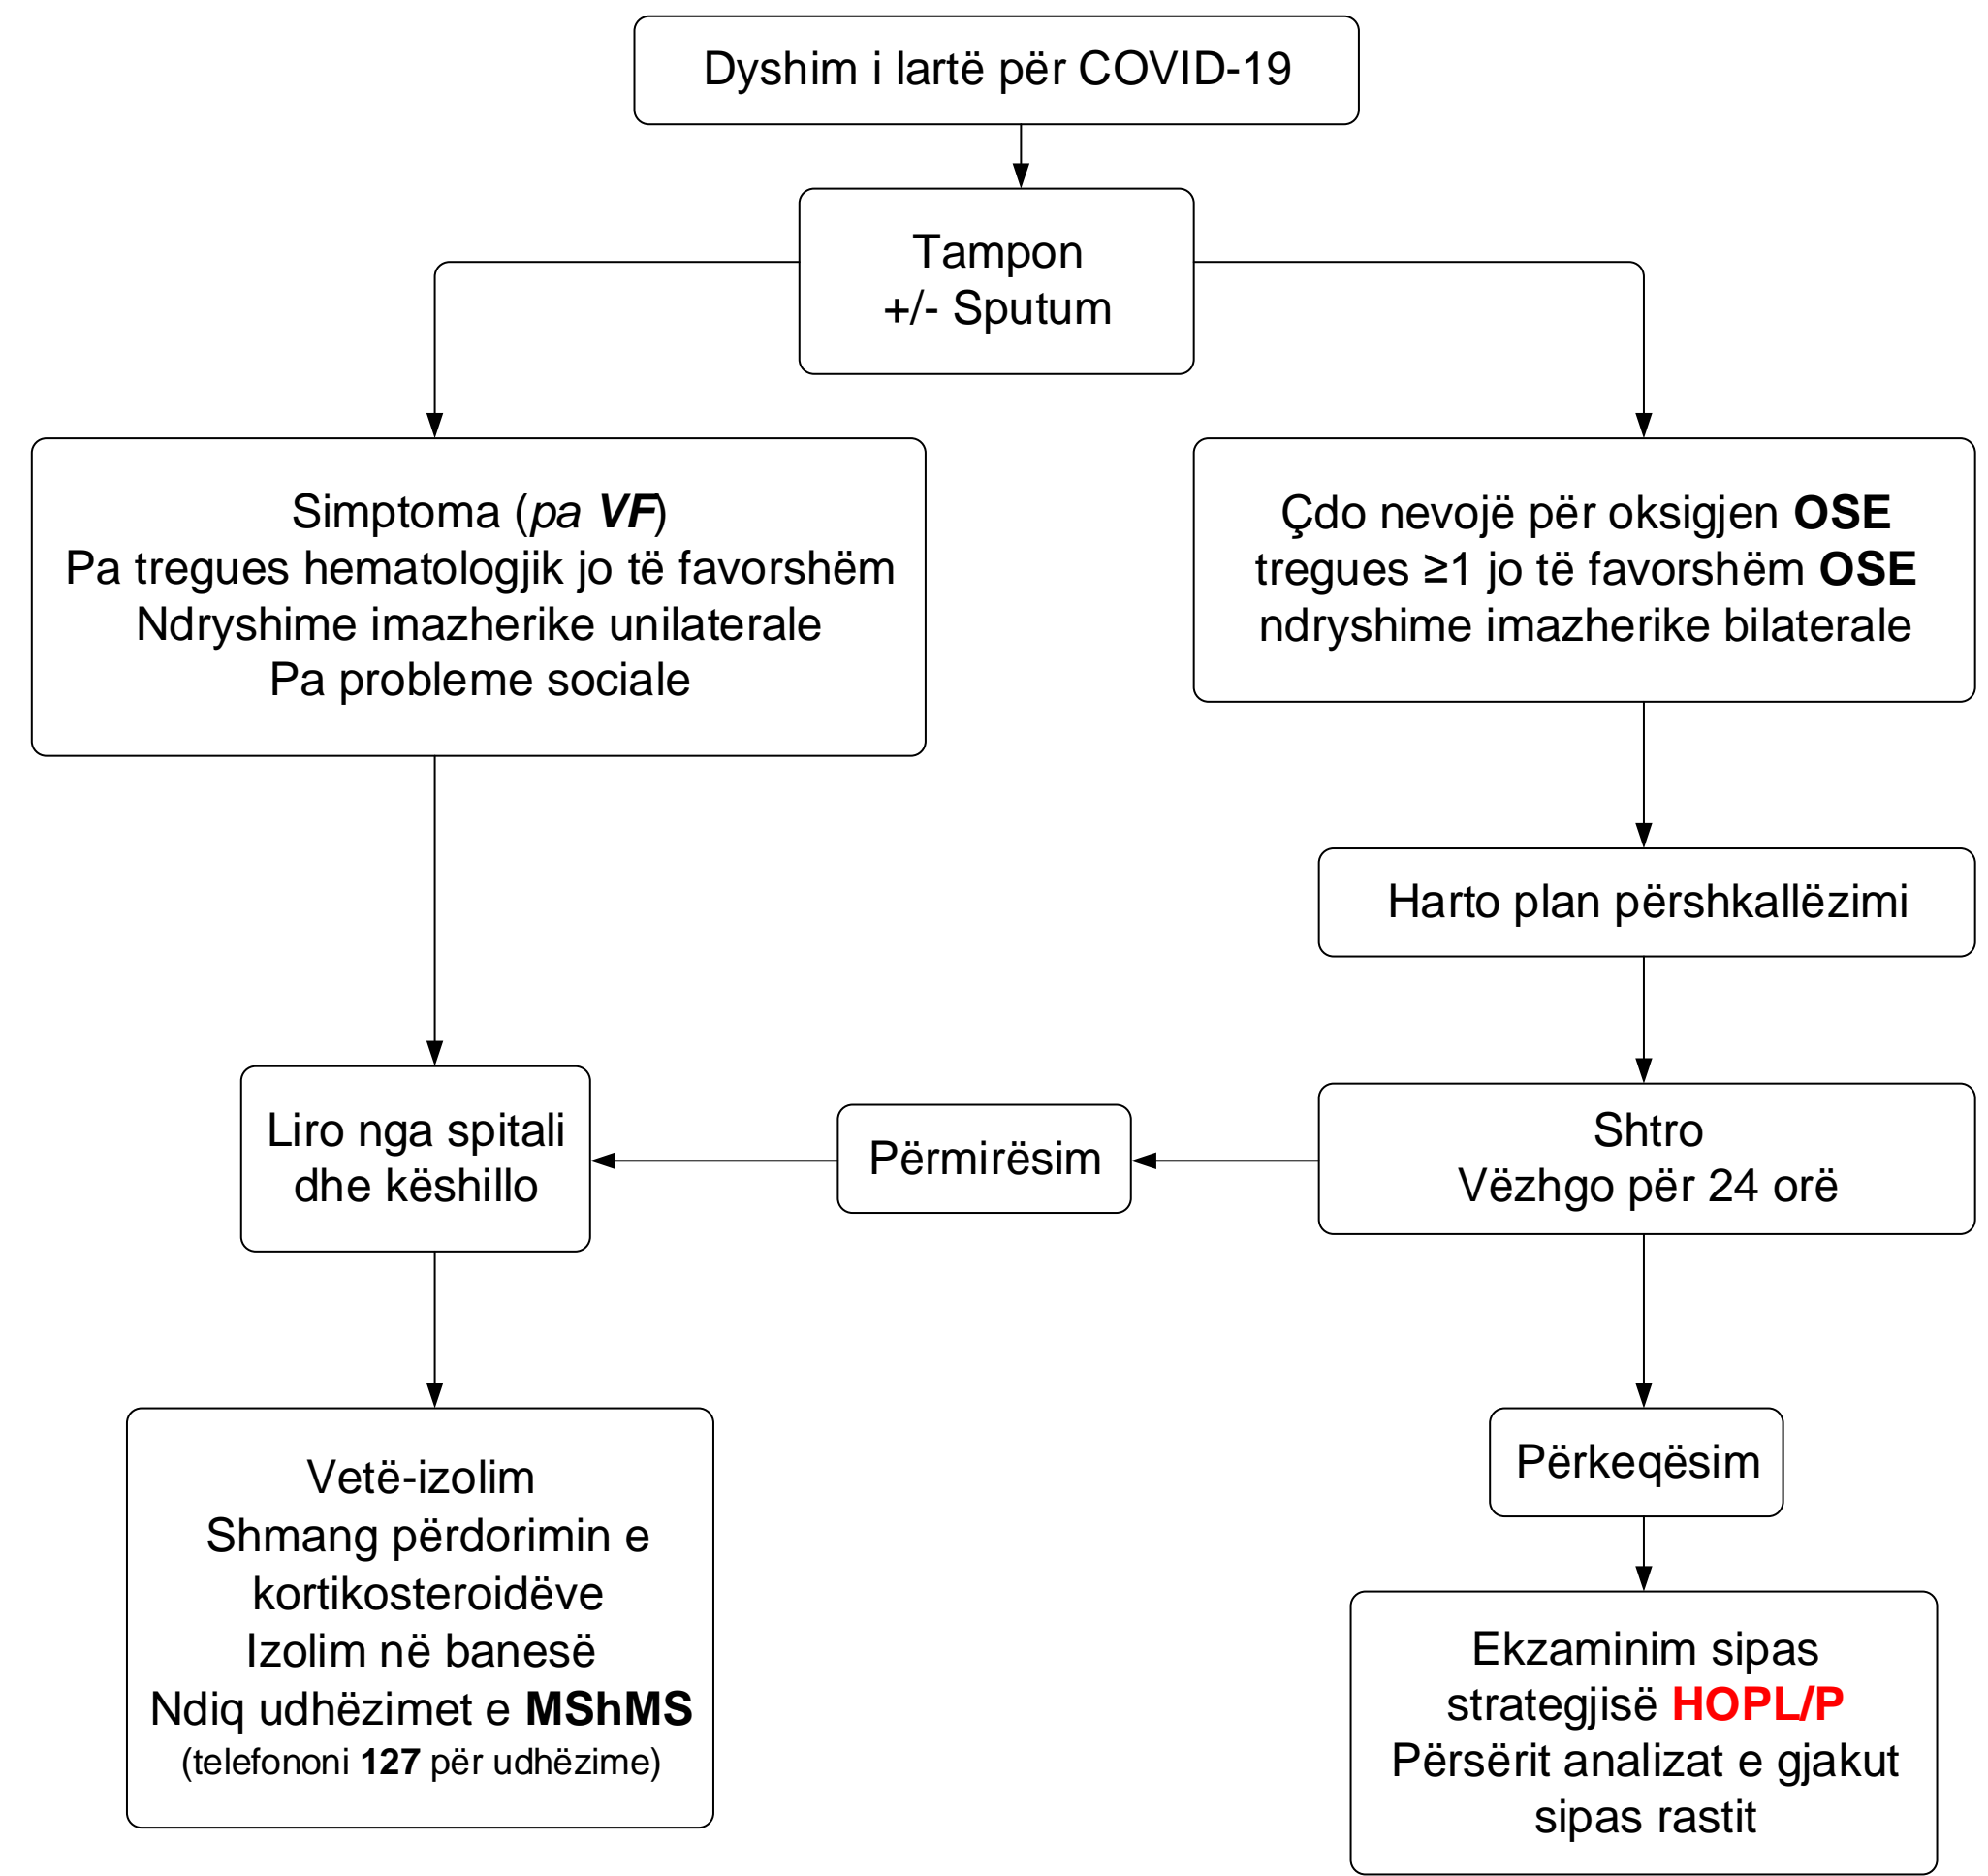 Dyshim i lartë për COVID-19
Tampon
+/- Sputum
Simptoma (pa VF)
Pa tregues hematologjik jo të favorshëm
Ndryshime imazherike unilaterale
Pa probleme sociale
Çdo nevojë për oksigjen OSE
tregues ≥1 jo të favorshëm OSE
ndryshime imazherike bilaterale
Harto plan përshkallëzimi
Shtro
Vëzhgo për 24 orë
Përmirësim
Liro nga spitali
dhe këshillo
Vetë-izolim
Shmang përdorimin e
kortikosteroidëve
Izolim në banesë
Ndiq udhëzimet e MShMS
(telefononi 127 për udhëzime)
Përkeqësim
Ekzaminim sipas
strategjisë HOPL/P
Përsërit analizat e gjakut
sipas rastit